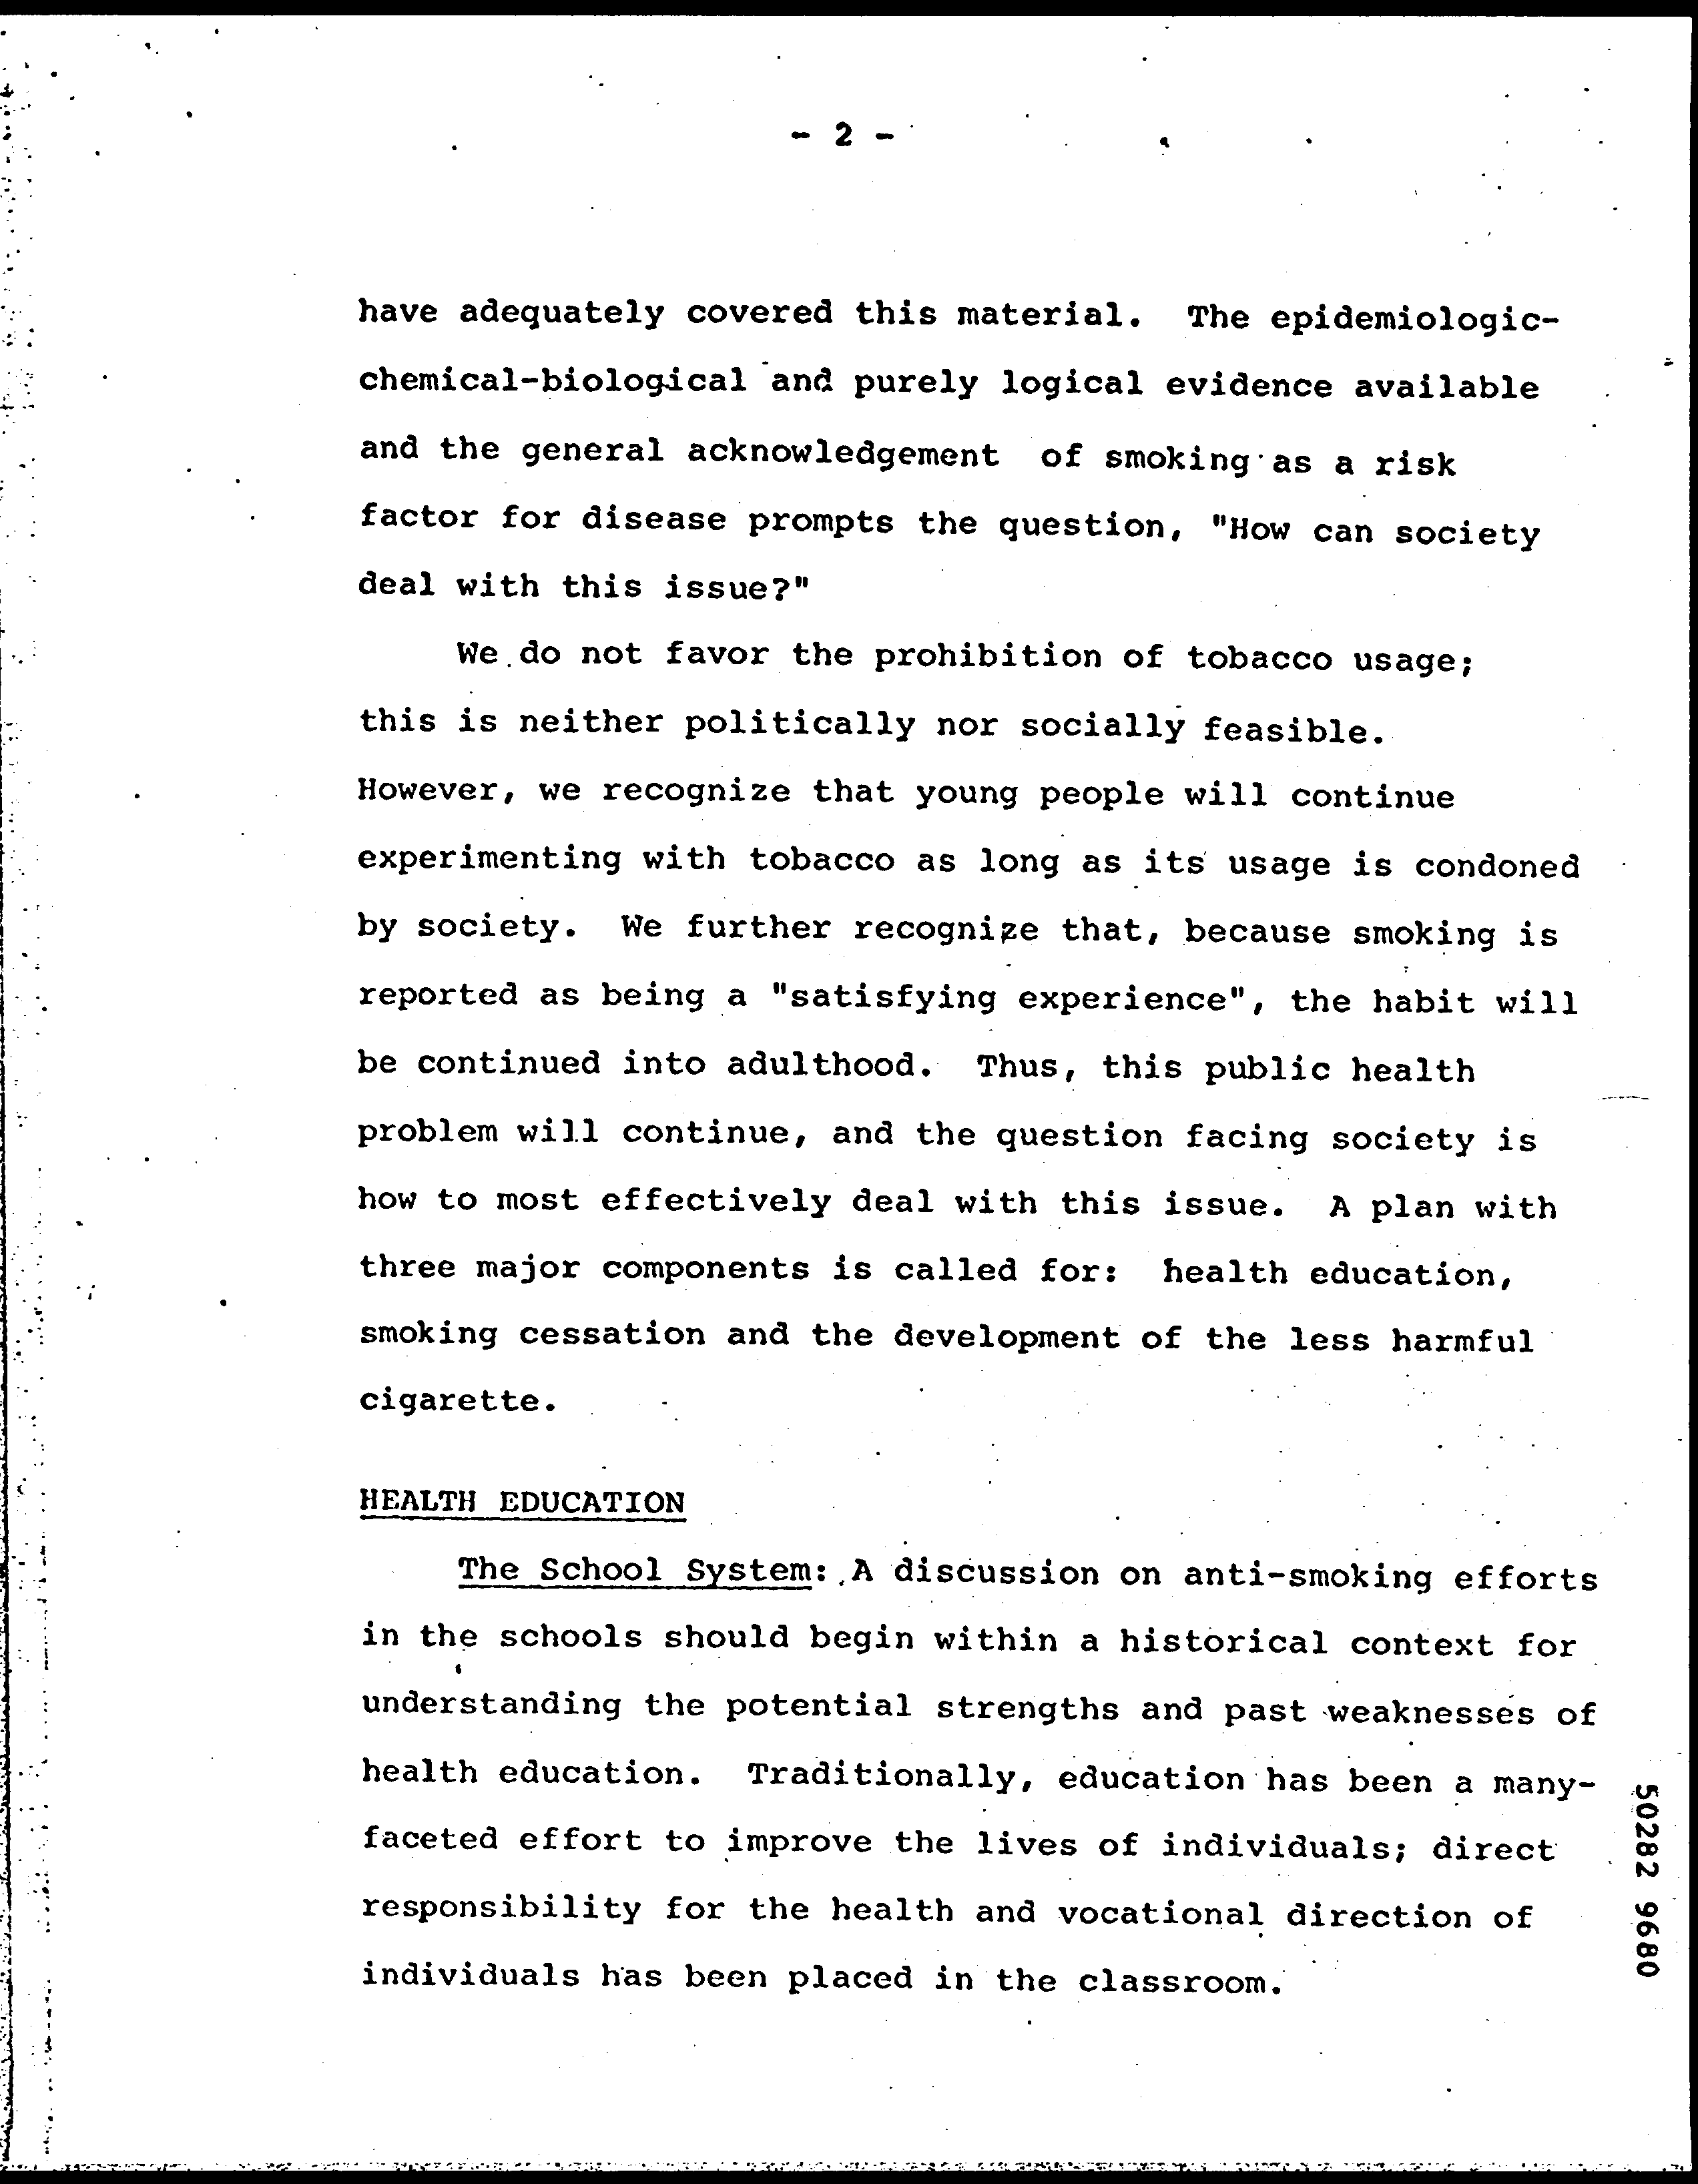 - 2 -
have adequately covered this material. The epidemiologic-
chemical-biological and purely logical evidence available
and the general acknowledgement of smoking as a risk
factor for disease prompts the question, "How can society
deal with this issue?"
We do not favor the prohibition of tobacco usage;
this is neither politically nor socially feasible.
However, we recognize that young people will continue
experimenting with tobacco as long as its usage is condoned
by society. We further recognize that, because smoking is
reported as being a "satisfying experience", the habit will
be continued into adulthood. Thus, this public health
problem will continue, and the question facing society is
how to most effectively deal with this issue. A plan with
three major components is called for: health education,
smoking cessation and the development of the less harmful
cigarette.
HEALTH EDUCATION
The School System: A discussion on anti-smoking efforts
in the schools should begin within a historical context for
understanding the potential strengths and past weaknesses of
health education. Traditionally, education has been a many-
faceted effort to improve the lives of individuals; direct
responsibility for the health and vocational direction of
individuals has been placed in the classroom.
50282 9680